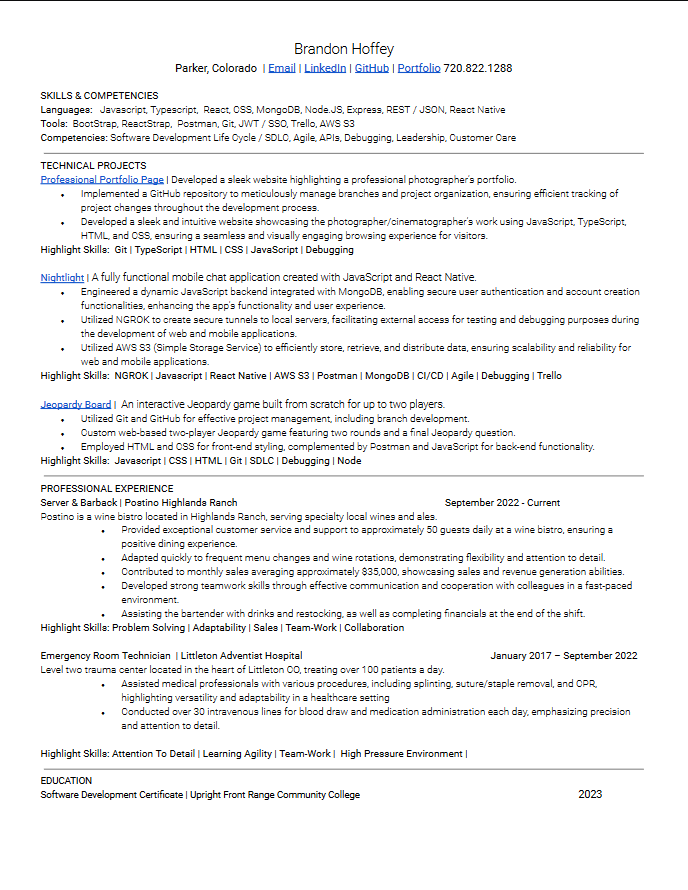 Brandon Hoffey
Parker, Colorado | Email | LinkedIn | GitHub | Portfolio 720.822.1288
SKILLS & COMPETENCIES
Languages: Javascript, Typescript, React, CSS, MongoDB, Node.JS, Express, REST / JSON, React Native
Tools: BootStrap, ReactStrap, Postman, Git, JWT / SSO, Trello, AWS S3
Competencies: Software Development Life Cycle / SDLC, Agile, APIs, Debugging, Leadership, Customer Care
TECHNICAL PROJECTS
Professional Portfolio Page | Developed a sleek website highlighting a professional photographer's portfolio.
• Implemented a GitHub repository to meticulously manage branches and project organization, ensuring efficient tracking of
project changes throughout the development process.
• Developed a sleek and intuitive website showcasing the photographer/cinematographer's work using JavaScript, TypeScript,
HTML, and CSS, ensuring a seamless and visually engaging browsing experience for visitors.
Highlight Skills: Git | TypeScript | HTML | CSS | JavaScript | Debugging
Nightlight | A fully functional mobile chat application created with JavaScript and React Native.
• Engineered a dynamic JavaScript backend integrated with MongoDB, enabling secure user authentication and account creation
functionalities, enhancing the app's functionality and user experience.
• Utilized NGROK to create secure tunnels to local servers, facilitating external access for testing and debugging purposes during
the development of web and mobile applications.
• Utilized AWS S3 (Simple Storage Service) to efficiently store, retrieve, and distribute data, ensuring scalability and reliability for
web and mobile applications.
Highlight Skills: NGROK | Javascript | React Native | AWS S3 | Postman | MongoDB | CI/CD | Agile | Debugging | Trello
Jeopardy Board | An interactive Jeopardy game built from scratch for up to two players.
• Utilized Git and GitHub for effective project management, including branch development.
• Custom web-based two-player Jeopardy game featuring two rounds and a final Jeopardy question.
• Employed HTML and CSS for front-end styling, complemented by Postman and JavaScript for back-end functionality.
Highlight Skills: Javascript | CSS | HTML | Git | SDLC | Debugging | Node
PROFESSIONAL EXPERIENCE
Server & Barback | Postino Highlands Ranch September 2022 - Current
Postino is a wine bistro located in Highlands Ranch, serving specialty local wines and ales.
• Provided exceptional customer service and support to approximately 50 guests daily at a wine bistro, ensuring a
positive dining experience.
• Adapted quickly to frequent menu changes and wine rotations, demonstrating flexibility and attention to detail.
• Contributed to monthly sales averaging approximately $35,000, showcasing sales and revenue generation abilities.
• Developed strong teamwork skills through effective communication and cooperation with colleagues in a fast-paced
environment.
• Assisting the bartender with drinks and restocking, as well as completing financials at the end of the shift.
Highlight Skills: Problem Solving | Adaptability | Sales | Team-Work | Collaboration
Emergency Room Technician | Littleton Adventist Hospital January 2017 – September 2022
Level two trauma center located in the heart of Littleton CO, treating over 100 patients a day.
• Assisted medical professionals with various procedures, including splinting, suture/staple removal, and CPR,
highlighting versatility and adaptability in a healthcare setting
• Conducted over 30 intravenous lines for blood draw and medication administration each day, emphasizing precision
and attention to detail.
Highlight Skills: Attention To Detail | Learning Agility | Team-Work | High Pressure Environment |
EDUCATION
Software Development Certificate | Upright Front Range Community College 2023